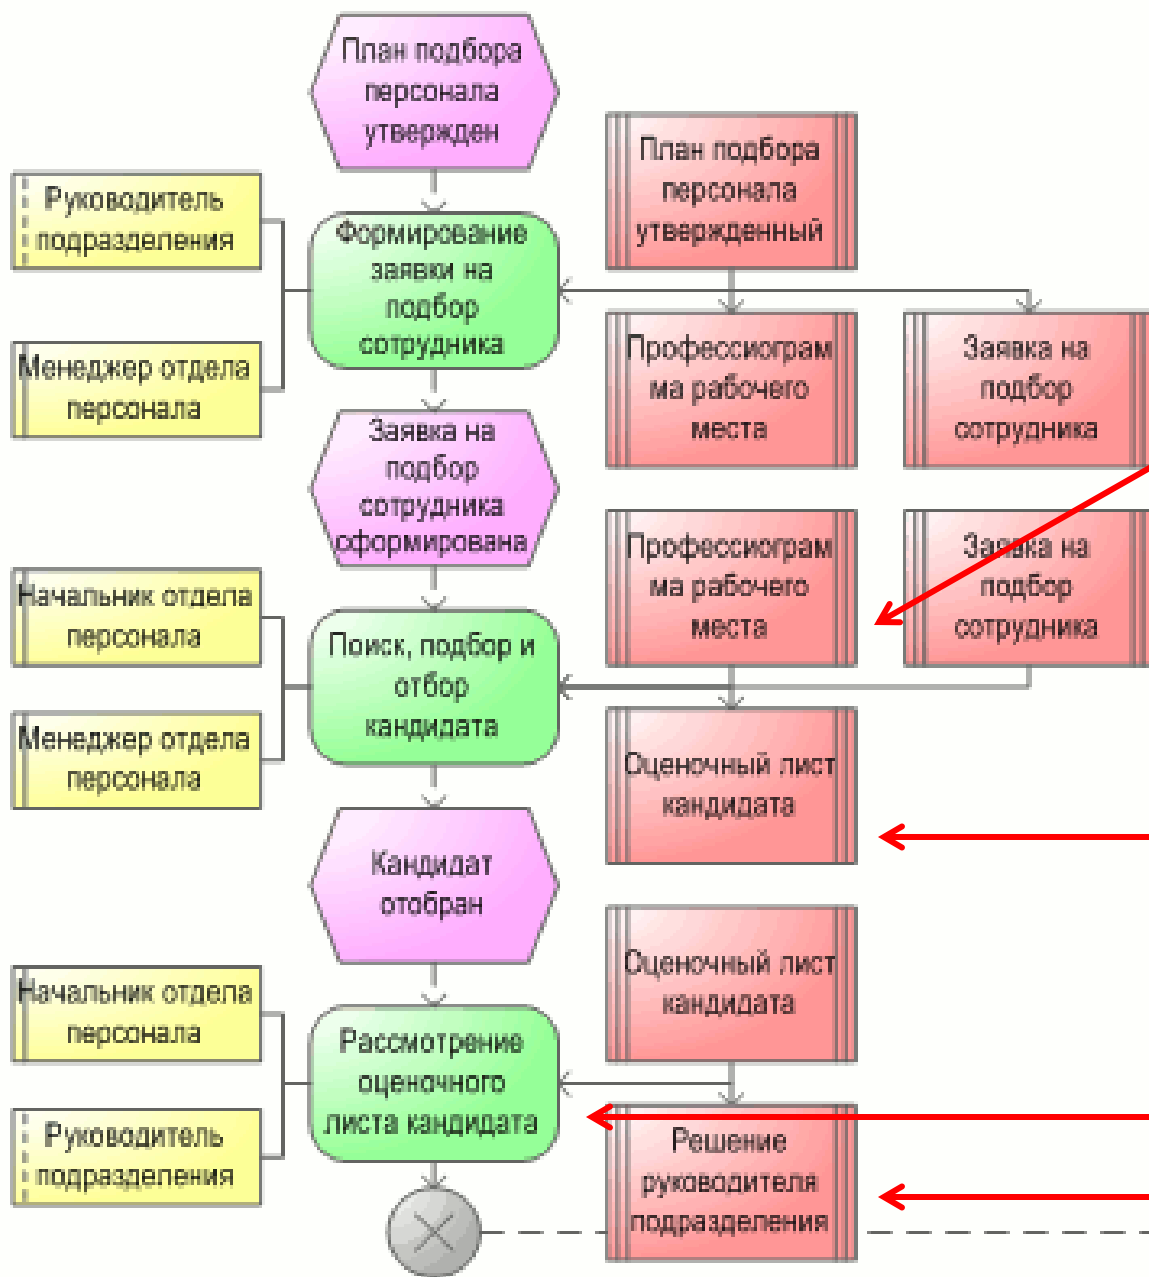 План подбора
персонала
утвержден
План подбора
персонала
утвержденный
Руководитель
подразделения
Формирование
заявки на
подбор
сотрудника
Менеджер отдела
персонала
Профессиограм
ма рабочего
места
Заявка на
подбор
сотрудника
Заявка на
подбор
сотрудника
сформирована
Профессиограм
ма рабочего
места
Заявка на
подбор
сотрудника
Начальник отдела
персонала
Поиск, подбор и
отбор
кандидата
Менеджер отдела
персонала
Оценочный лист
кандидата
Кандидат
отобран
Оценочный лист
кандидата
Начальник отдела
персонала
Рассмотрение
оценочного
листа кандидата
Руководитель
подразделения
Решение
руководителя
подразделения